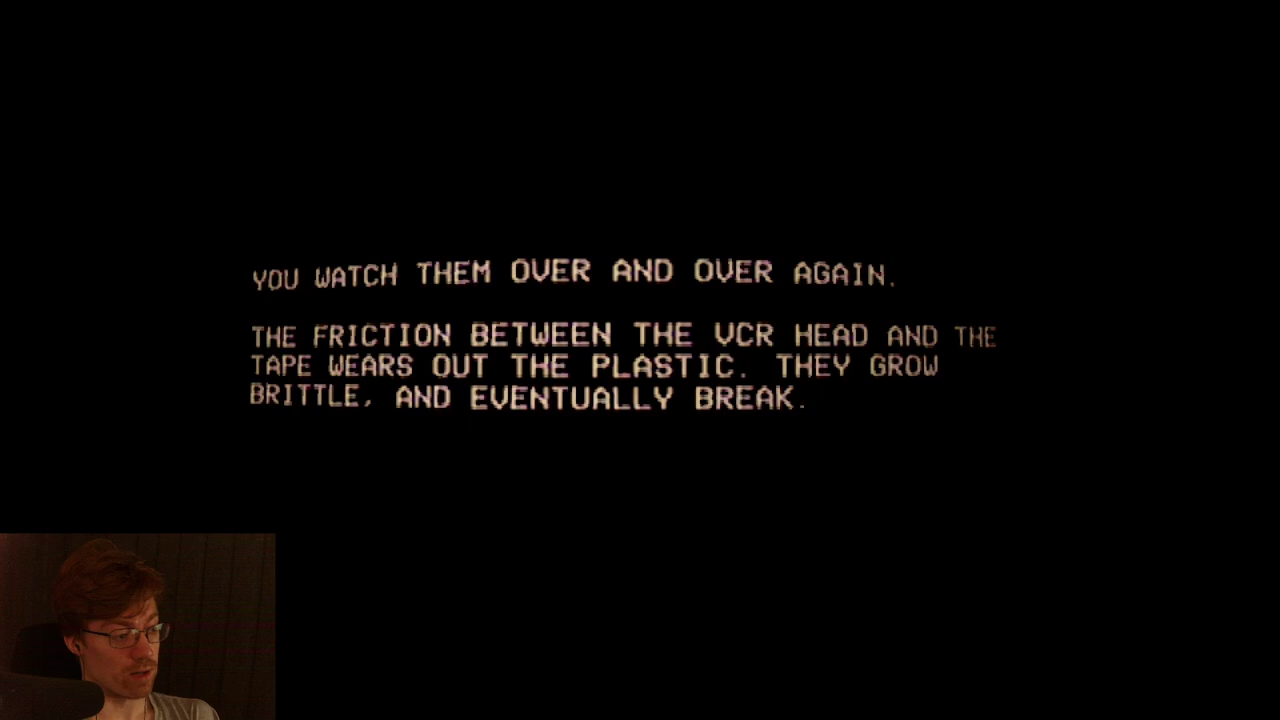 YOU WATCH THEM OVER AND OVER AGAIN.
THE FRICTION BETWEEN THE VCR HEAD AND THE
TAPE WEARS OUT THE PLASTIC. THEY GROW
BRITTLE, AND EVENTUALLY BREAK.